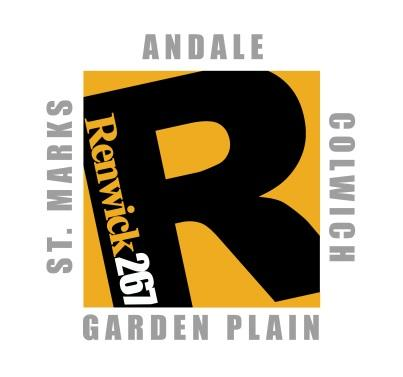 ANDALE
ST. MARKS
R
Renwick 267
COLWICH
GARDEN PLAIN